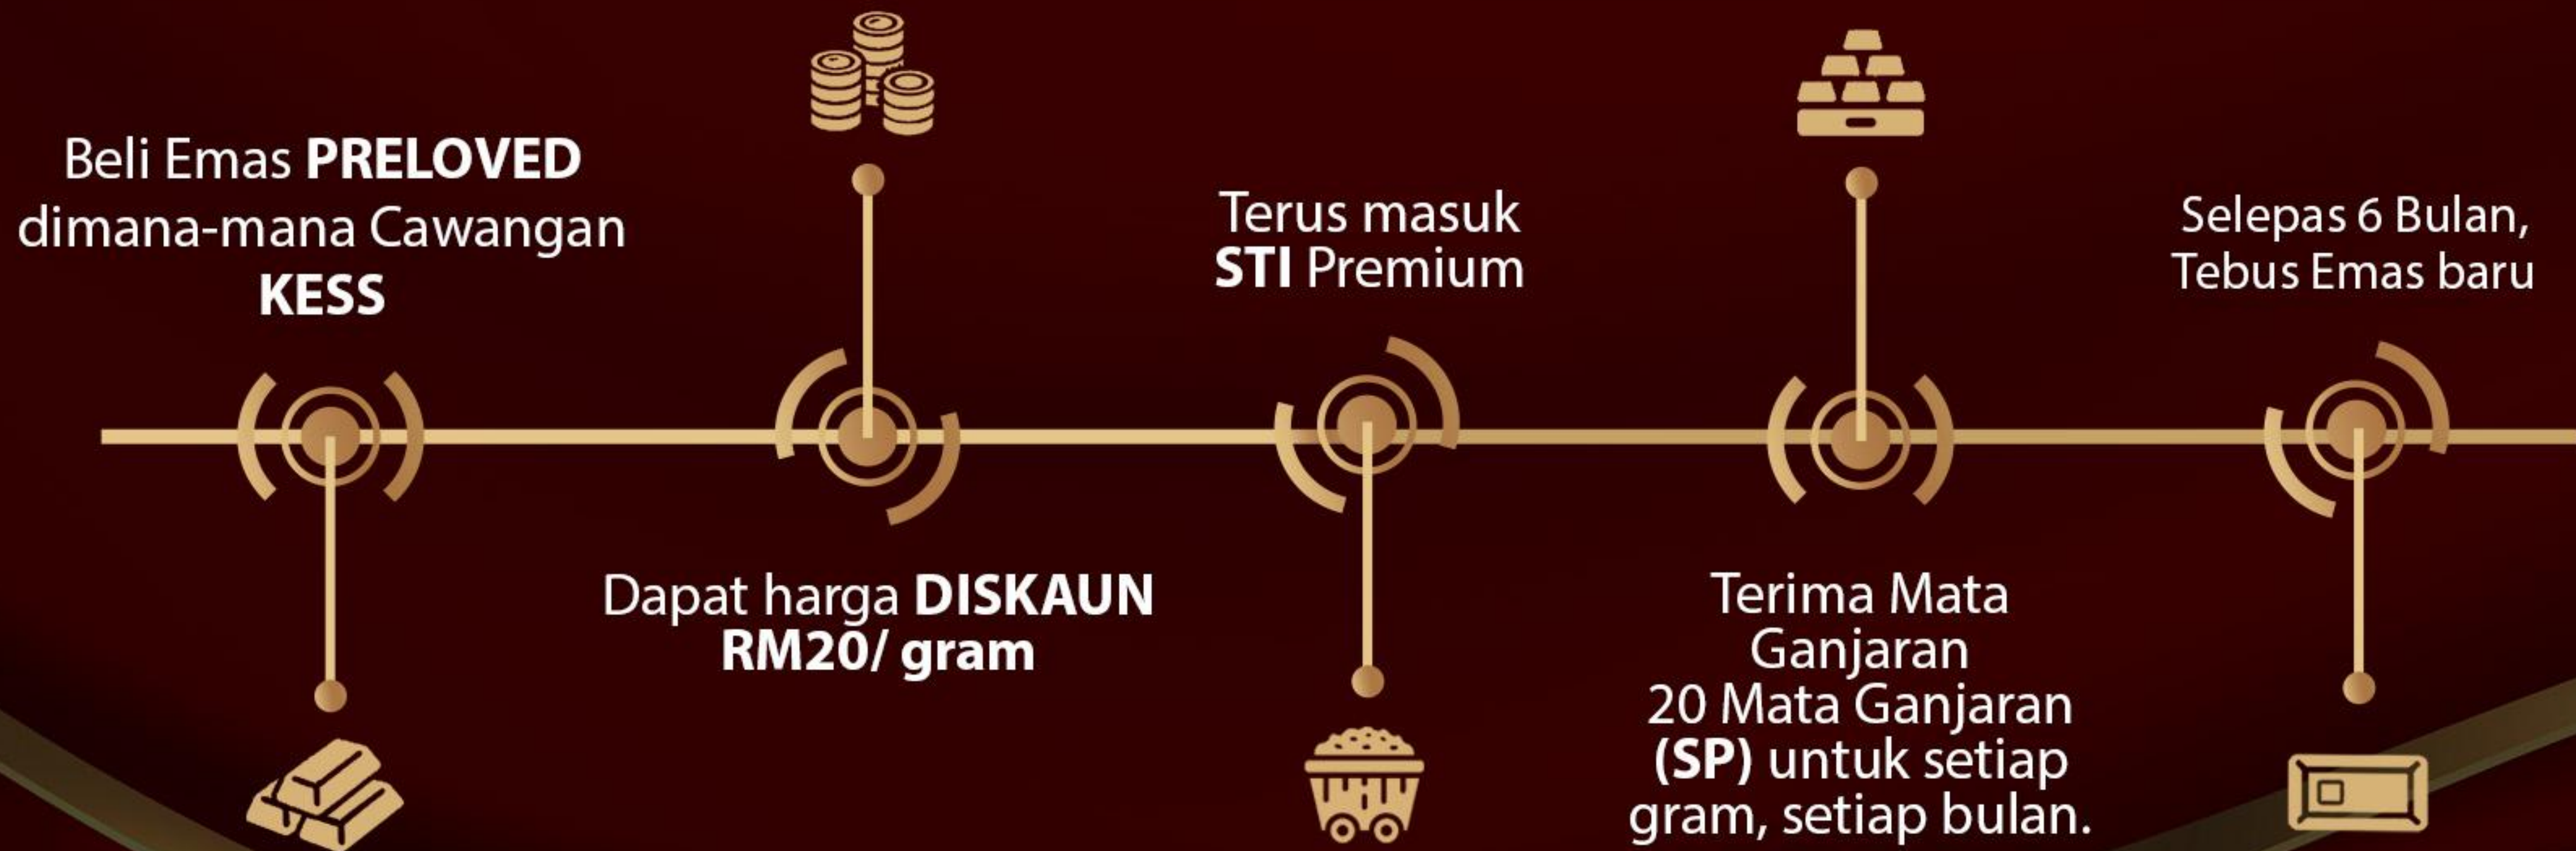 Beli Emas PRELOVED
dimana-mana Cawangan
KESS
Dapat harga DISKAUN
RM20/ gram
Terus masuk
STI Premium
Terima Mata
Ganjaran
20 Mata Ganjaran
(SP) untuk setiap
gram, setiap bulan.
Selepas 6 Bulan,
Tebus Emas baru